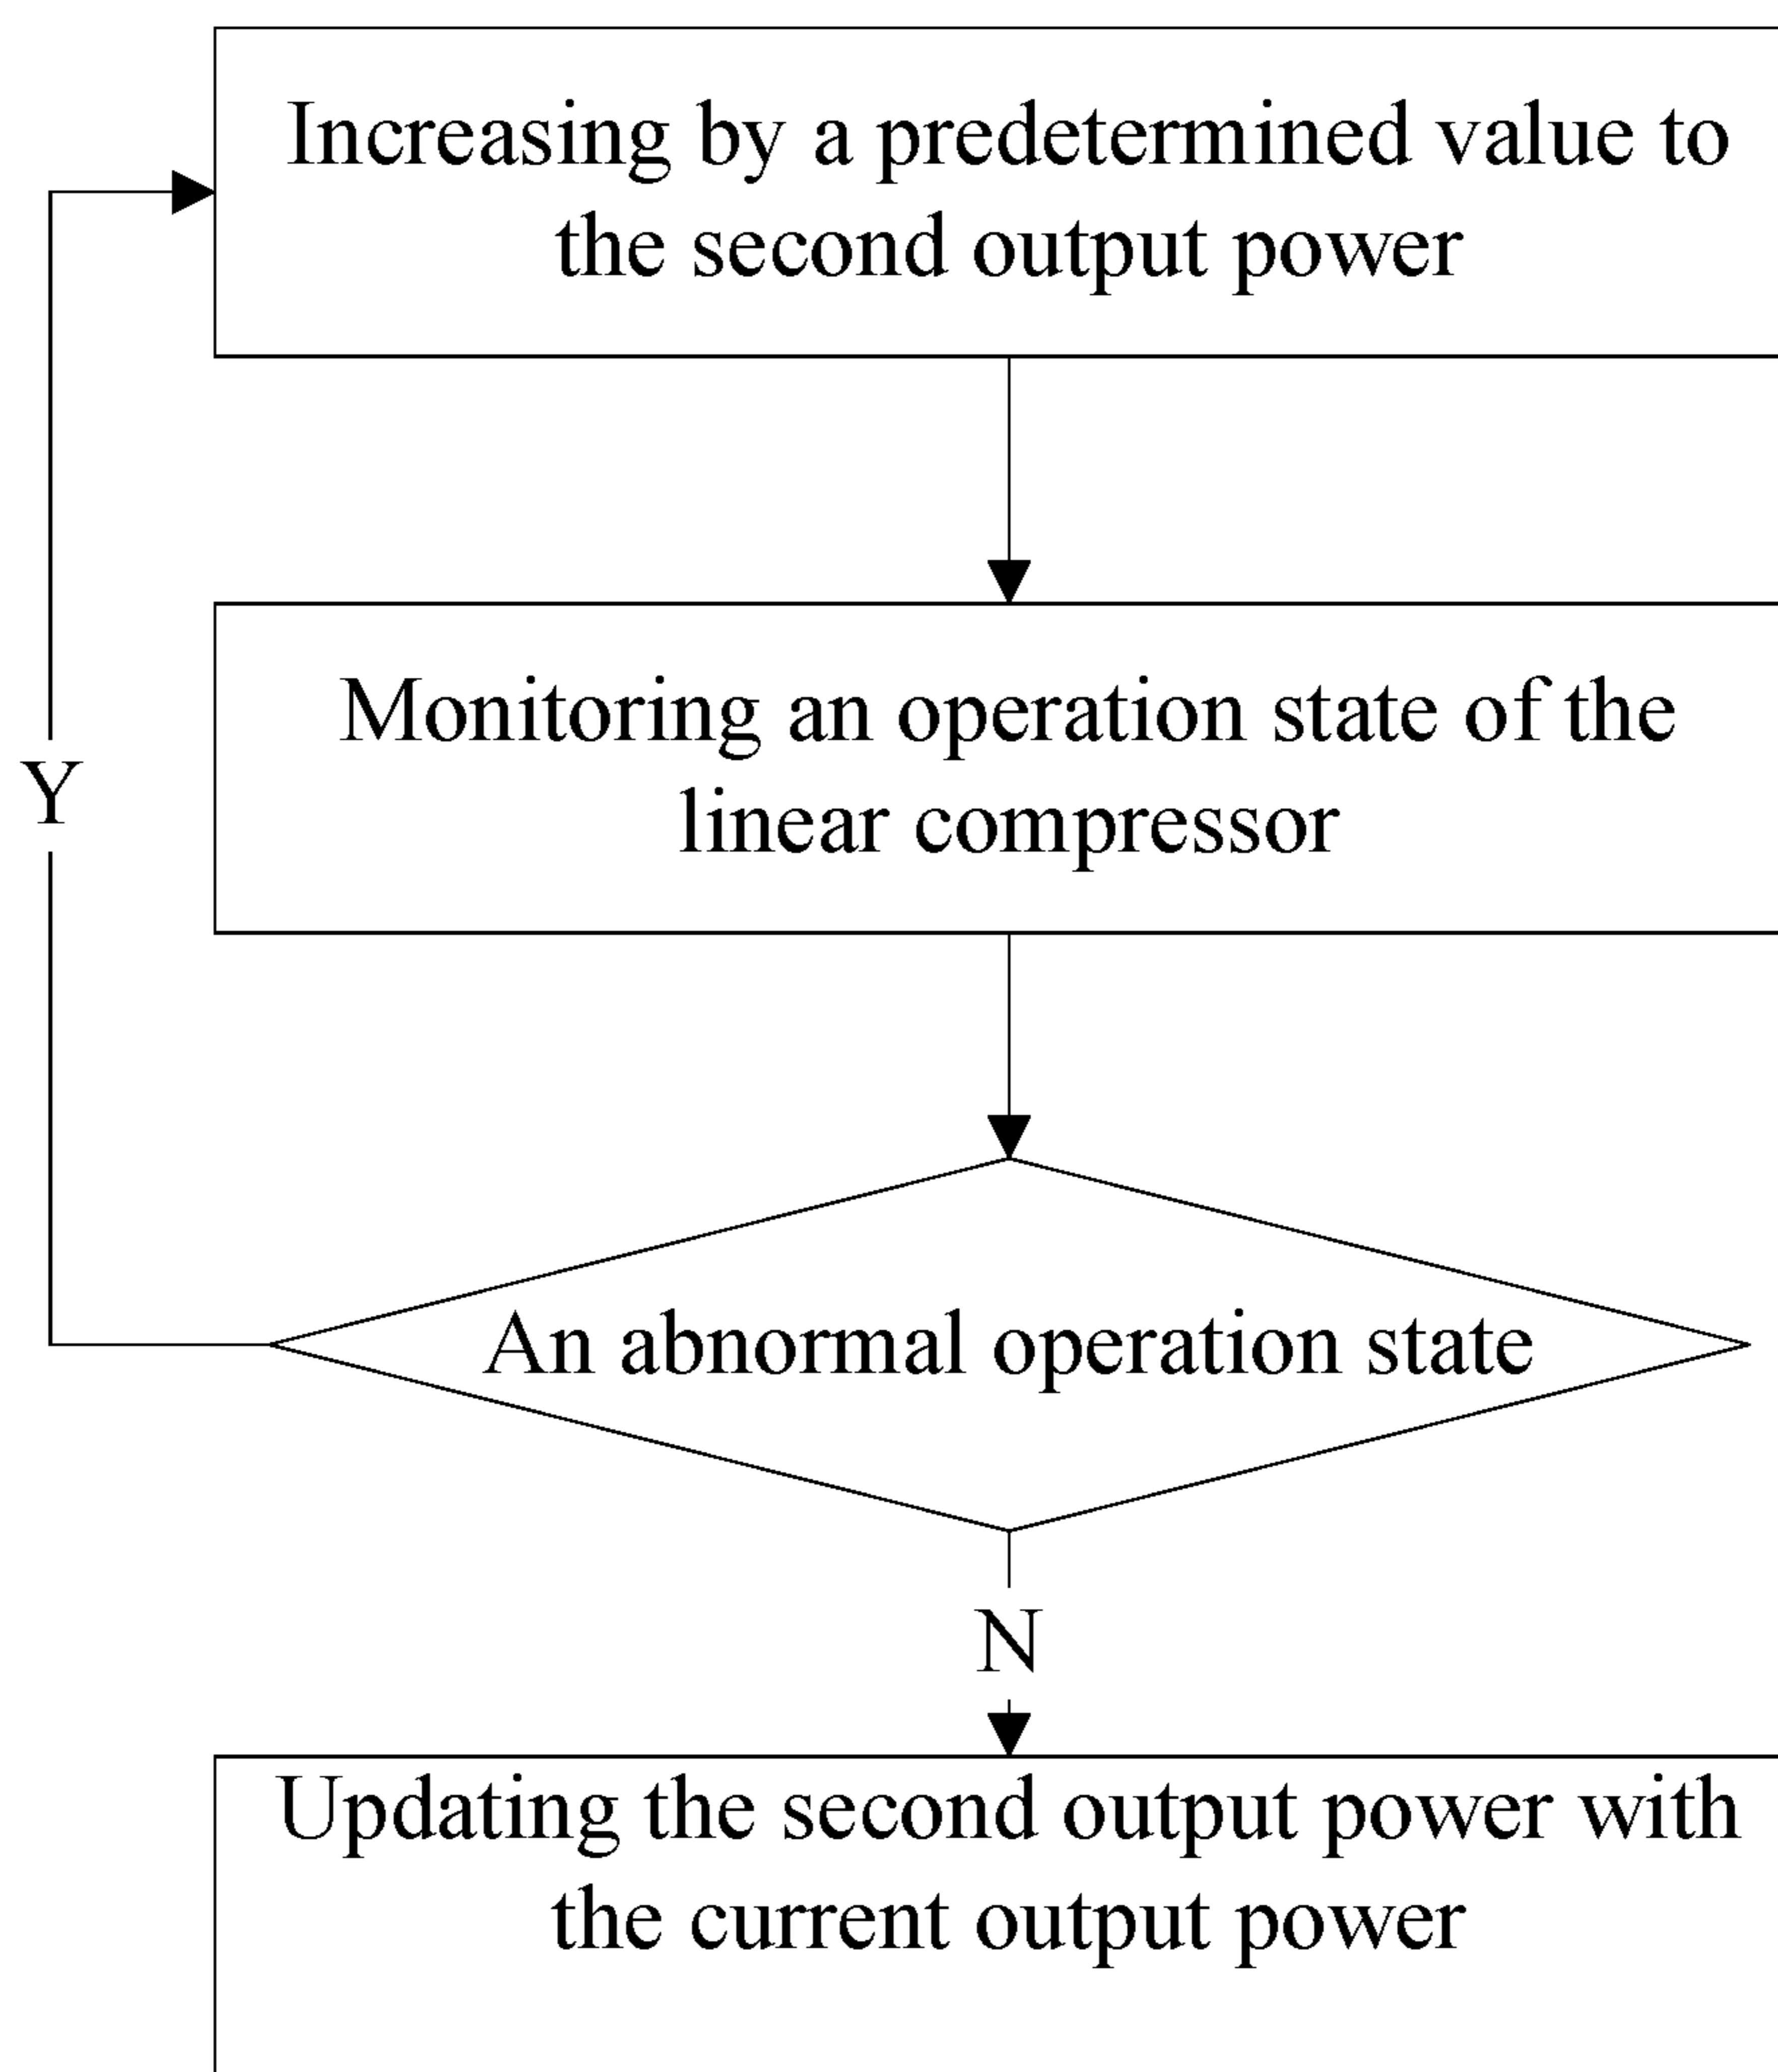 Increasing by a predetermined value to
the second output power
Monitoring an operation state of the
linear compressor
Y
An abnormal operation state
N
Updating the second output power with
the current output power